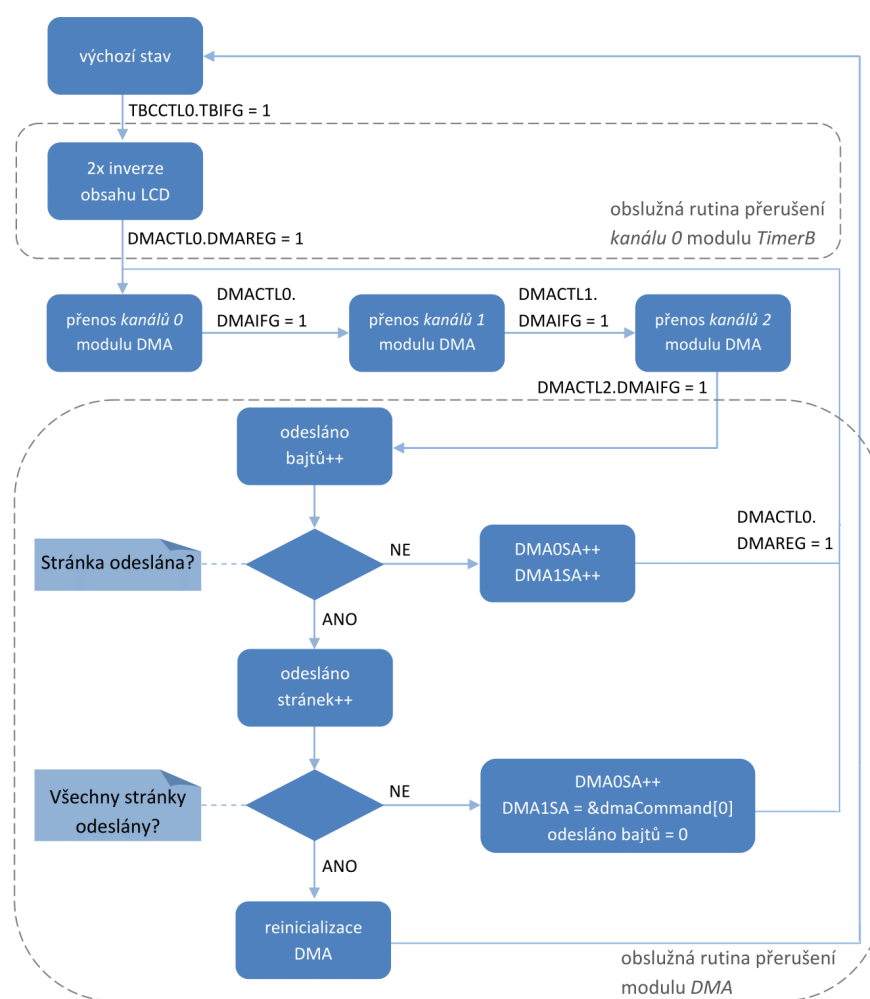 výchozí stav
TBCCTL0.TBIFG = 1
2x inverze
obsahu LCD
obslužná rutina přerušení
kanálu 0 modulu TimerB
DMACTL0.DMAREG = 1
přenos kanálů 0
modulu DMA
DMACTL0.
DMAIFG = 1
přenos kanálů 1
modulu DMA
DMACTL1.
DMAIFG = 1
přenos kanálů 2
modulu DMA
DMACTL2.DMAIFG = 1
odesláno
bajtů++
Stránka odeslána?
NE
DMA0SA++
DMA1SA++
DMACTL0.
DMAREG = 1
ANO
odesláno
stránek++
Všechny stránky
odeslány?
NE
DMA0SA++
DMA1SA = &dmaCommand[0]
odesláno bajtů = 0
ANO
reinicializace
DMA
obslužná rutina přerušení
modulu DMA